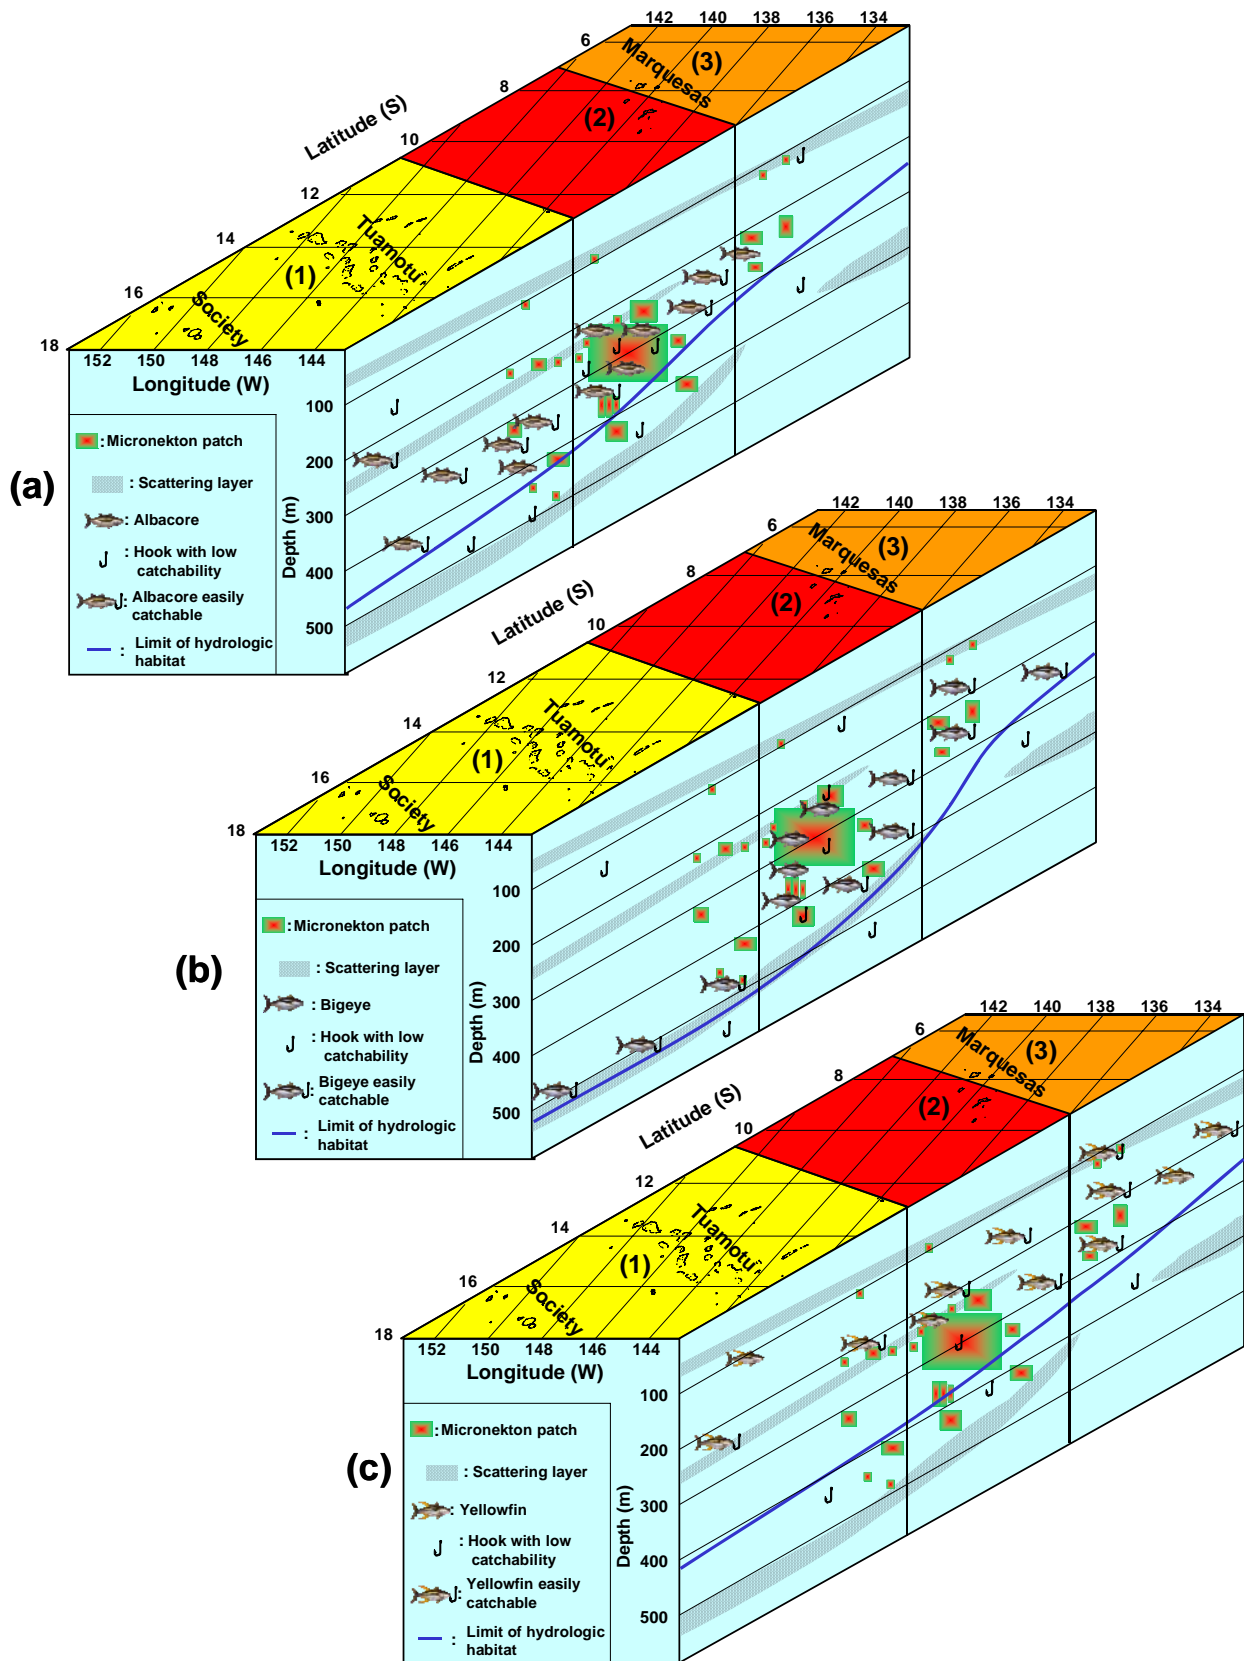 142 140 138 136 134
6
8
10
12
14
16
18
Latitude (S)
Marquesas
(3)
(2)
Tuamotu
(1)
Society
152 150 148 146 144
Longitude (W)
(a)
100
200
300
400
500
Depth (m)
: Micronekton patch
: Scattering layer
: Albacore
: Hook with low
catchability
: Albacore easily
catchable
: Limit of hydrologic
habitat
142 140 138 136 134
6
8
10
12
14
16
18
Latitude (S)
Marquesas
(3)
(2)
Tuamotu
(1)
Society
152 150 148 146 144
Longitude (W)
(b)
100
200
300
400
500
Depth (m)
: Micronekton patch
: Scattering layer
: Bigeye
: Hook with low
catchability
: Bigeye easily
catchable
: Limit of hydrologic
habitat
142 140 138 136 134
6
8
10
12
14
16
18
Latitude (S)
Marquesas
(3)
(2)
Tuamotu
(1)
Society
152 150 148 146 144
Longitude (W)
(c)
100
200
300
400
500
Depth (m)
: Micronekton patch
: Scattering layer
: Yellowfin
: Hook with low
catchability
: Yellowfin easily
catchable
: Limit of hydrologic
habitat